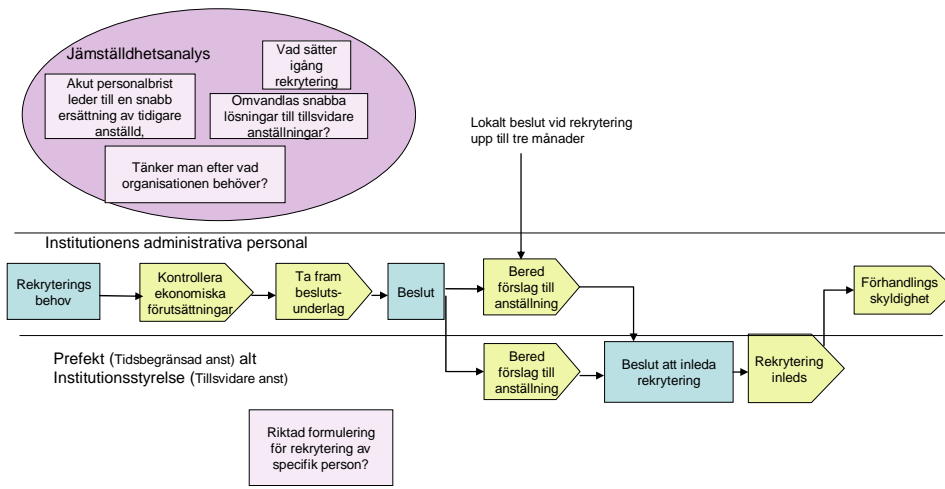 Jämställdhetsanalys
Vad sätter
igång
rekrytering
Akut personalbrist
leder till en snabb
ersättning av tidigare
anställd,
Omvandlas snabba
lösningar till tillsvidare
anställningar?
Tänker man efter vad
organisationen behöver?
Lokalt beslut vid rekrytering
upp till tre månader
Institutionens administrativa personal
Rekryterings
behov
Kontrollera
ekonomiska
förutsättningar
Ta fram
besluts-
underlag
Beslut
Bered
förslag till
anställning
Förhandlings
skyldighet
Prefekt (Tidsbegränsad anst) alt
Institutionsstyrelse (Tillsvidare anst)
Bered
förslag till
anställning
Beslut att inleda
rekrytering
Rekrytering
inleds
Riktad formulering
för rekrytering av
specifik person?